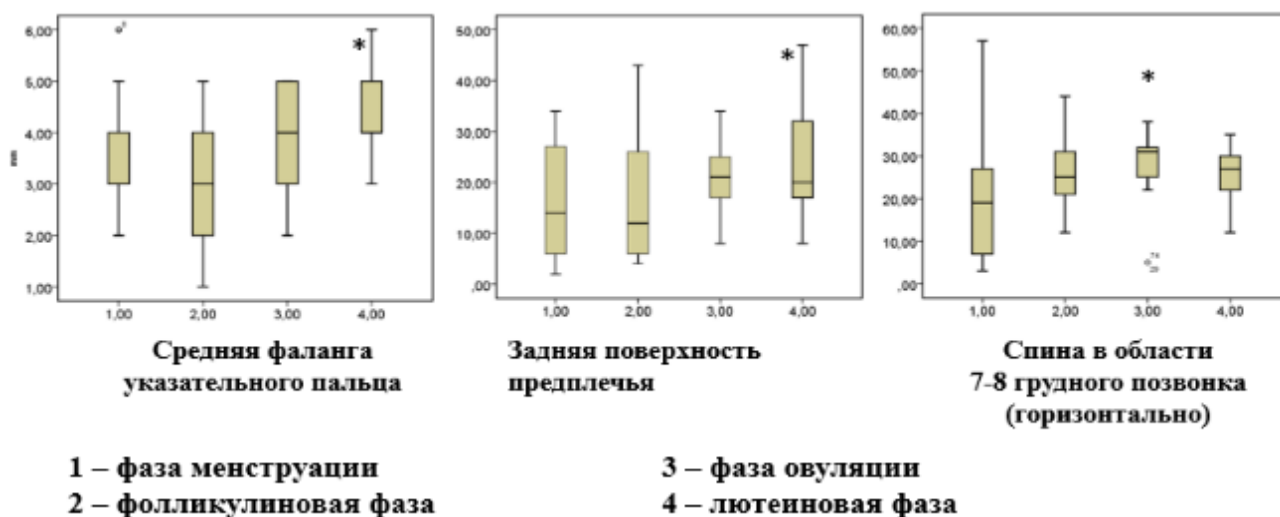 6,00
5,00
4,00
3,00
2,00
1,00
mm
*
1,00 2,00 3,00 4,00
50,00
40,00
30,00
20,00
10,00
,00
*
1,00 2,00 3,00 4,00
60,00
50,00
40,00
30,00
20,00
10,00
,00
*
1,00 2,00 3,00 4,00
Средняя фаланга
указательного пальца
Задняя поверхность
предплечья
Спина в области
7-8 грудного позвонка
(горизонтально)
1 – фаза менструации
2 – фолликулиновая фаза
3 – фаза овуляции
4 – лютеиновая фаза